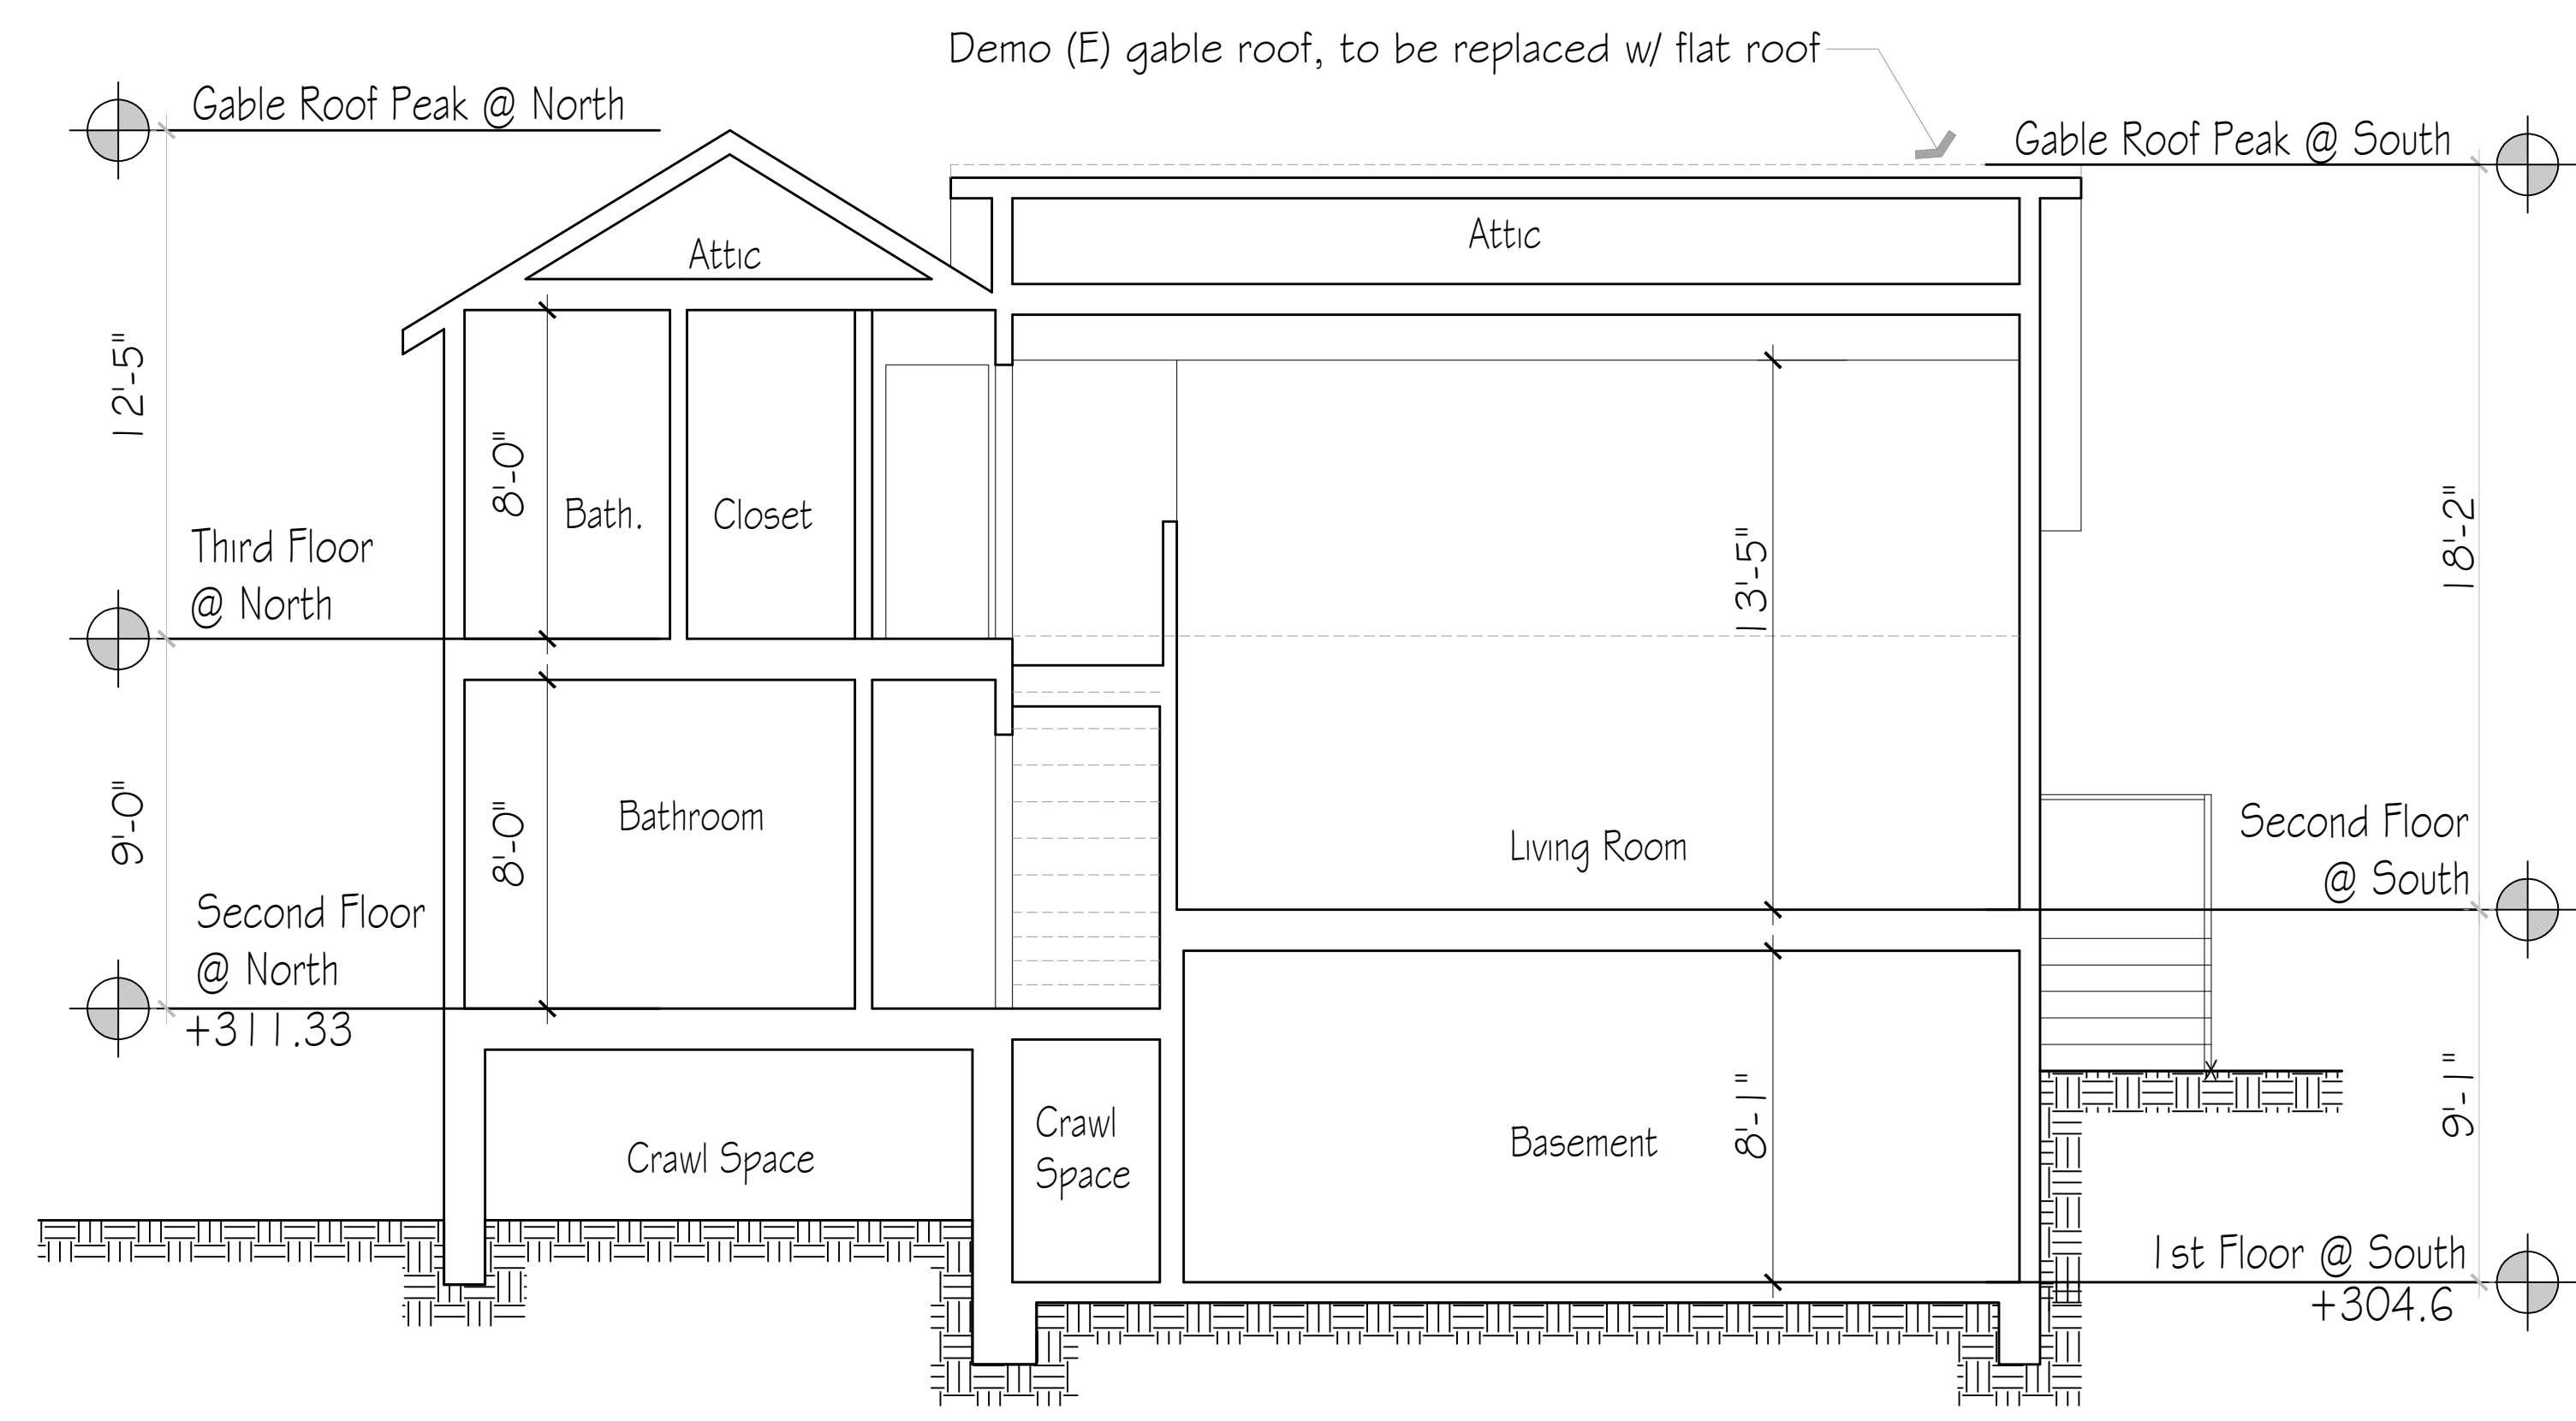 Demo (E) gable roof, to be replaced w/ flat roof
Gable Roof Peak @ North
Gable Roof Peak @ South
Attic
Attic
12'-5"
8'-0"
Bath.
Closet
13'-5"
18'-2"
Third Floor
@ North
9'-0"
8'-0"
Bathroom
Living Room
Second Floor
@ South
Second Floor
@ North
+311.33
Crawl Space
Crawl
Space
Basement
8'-1"
9'-1"
1st Floor @ South
+304.6